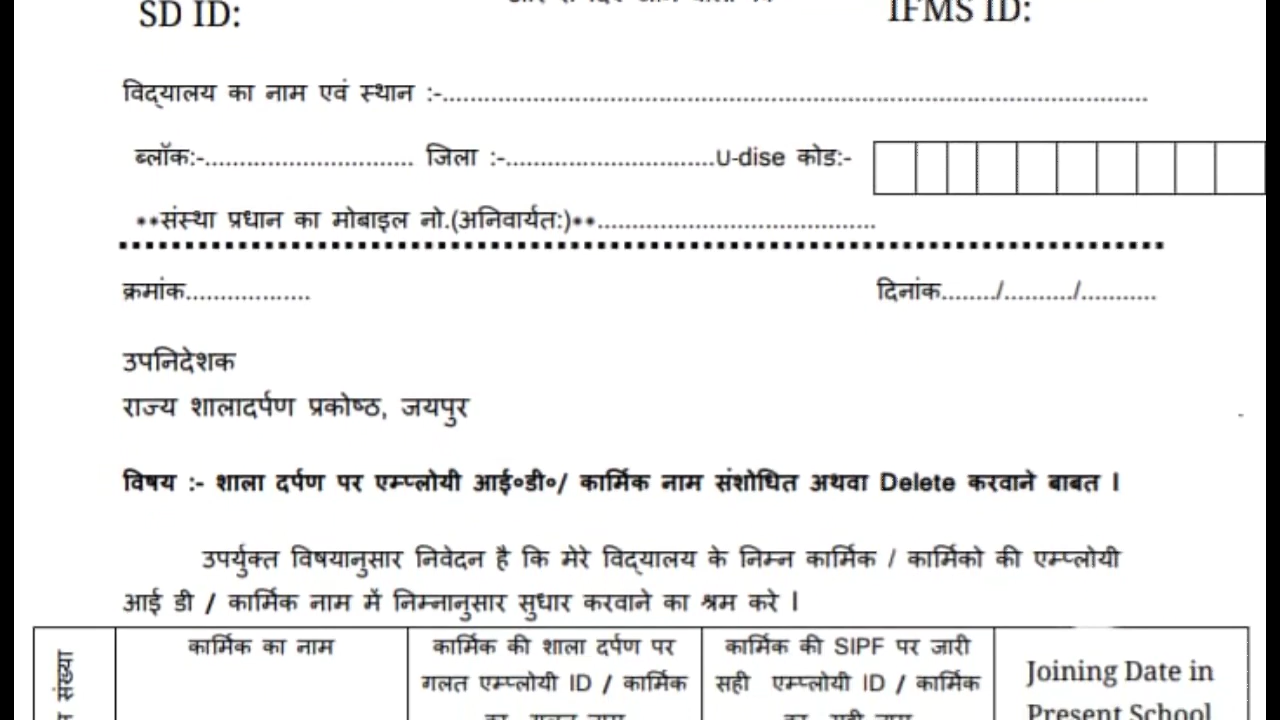 SD ID:
IFMS ID:
विद्यालय का नाम एवं स्थान :-......................................................................................................
ब्लॉक:-.............................. जिला :-..............................U-dise कोड:-
**संस्था प्रधान का मोबाइल नो.(अनिवार्यत:)**........................................
क्रमांक..................
दिनांक......../........../...........
उपनिदेशक
राज्य शालादर्पण प्रकोष्ठ, जयपुर
विषय :- शाला दर्पण पर एम्प्लोयी आई०डी०/ कार्मिक नाम संशोधित अथवा Delete करवाने बाबत ।
उपर्युक्त विषयानुसार निवेदन है कि मेरे विद्यालय के निम्न कार्मिक / कार्मिको की एम्प्लोयी
आई डी / कार्मिक नाम में निम्नानुसार सुधार करवाने का श्रम करे ।
संख्या
कार्मिक का नाम
कार्मिक की शाला दर्पण पर
गलत एम्प्लोयी ID / कार्मिक
कार्मिक की SIPF पर जारी
सही एम्प्लोयी ID / कार्मिक
Joining Date in
Present School